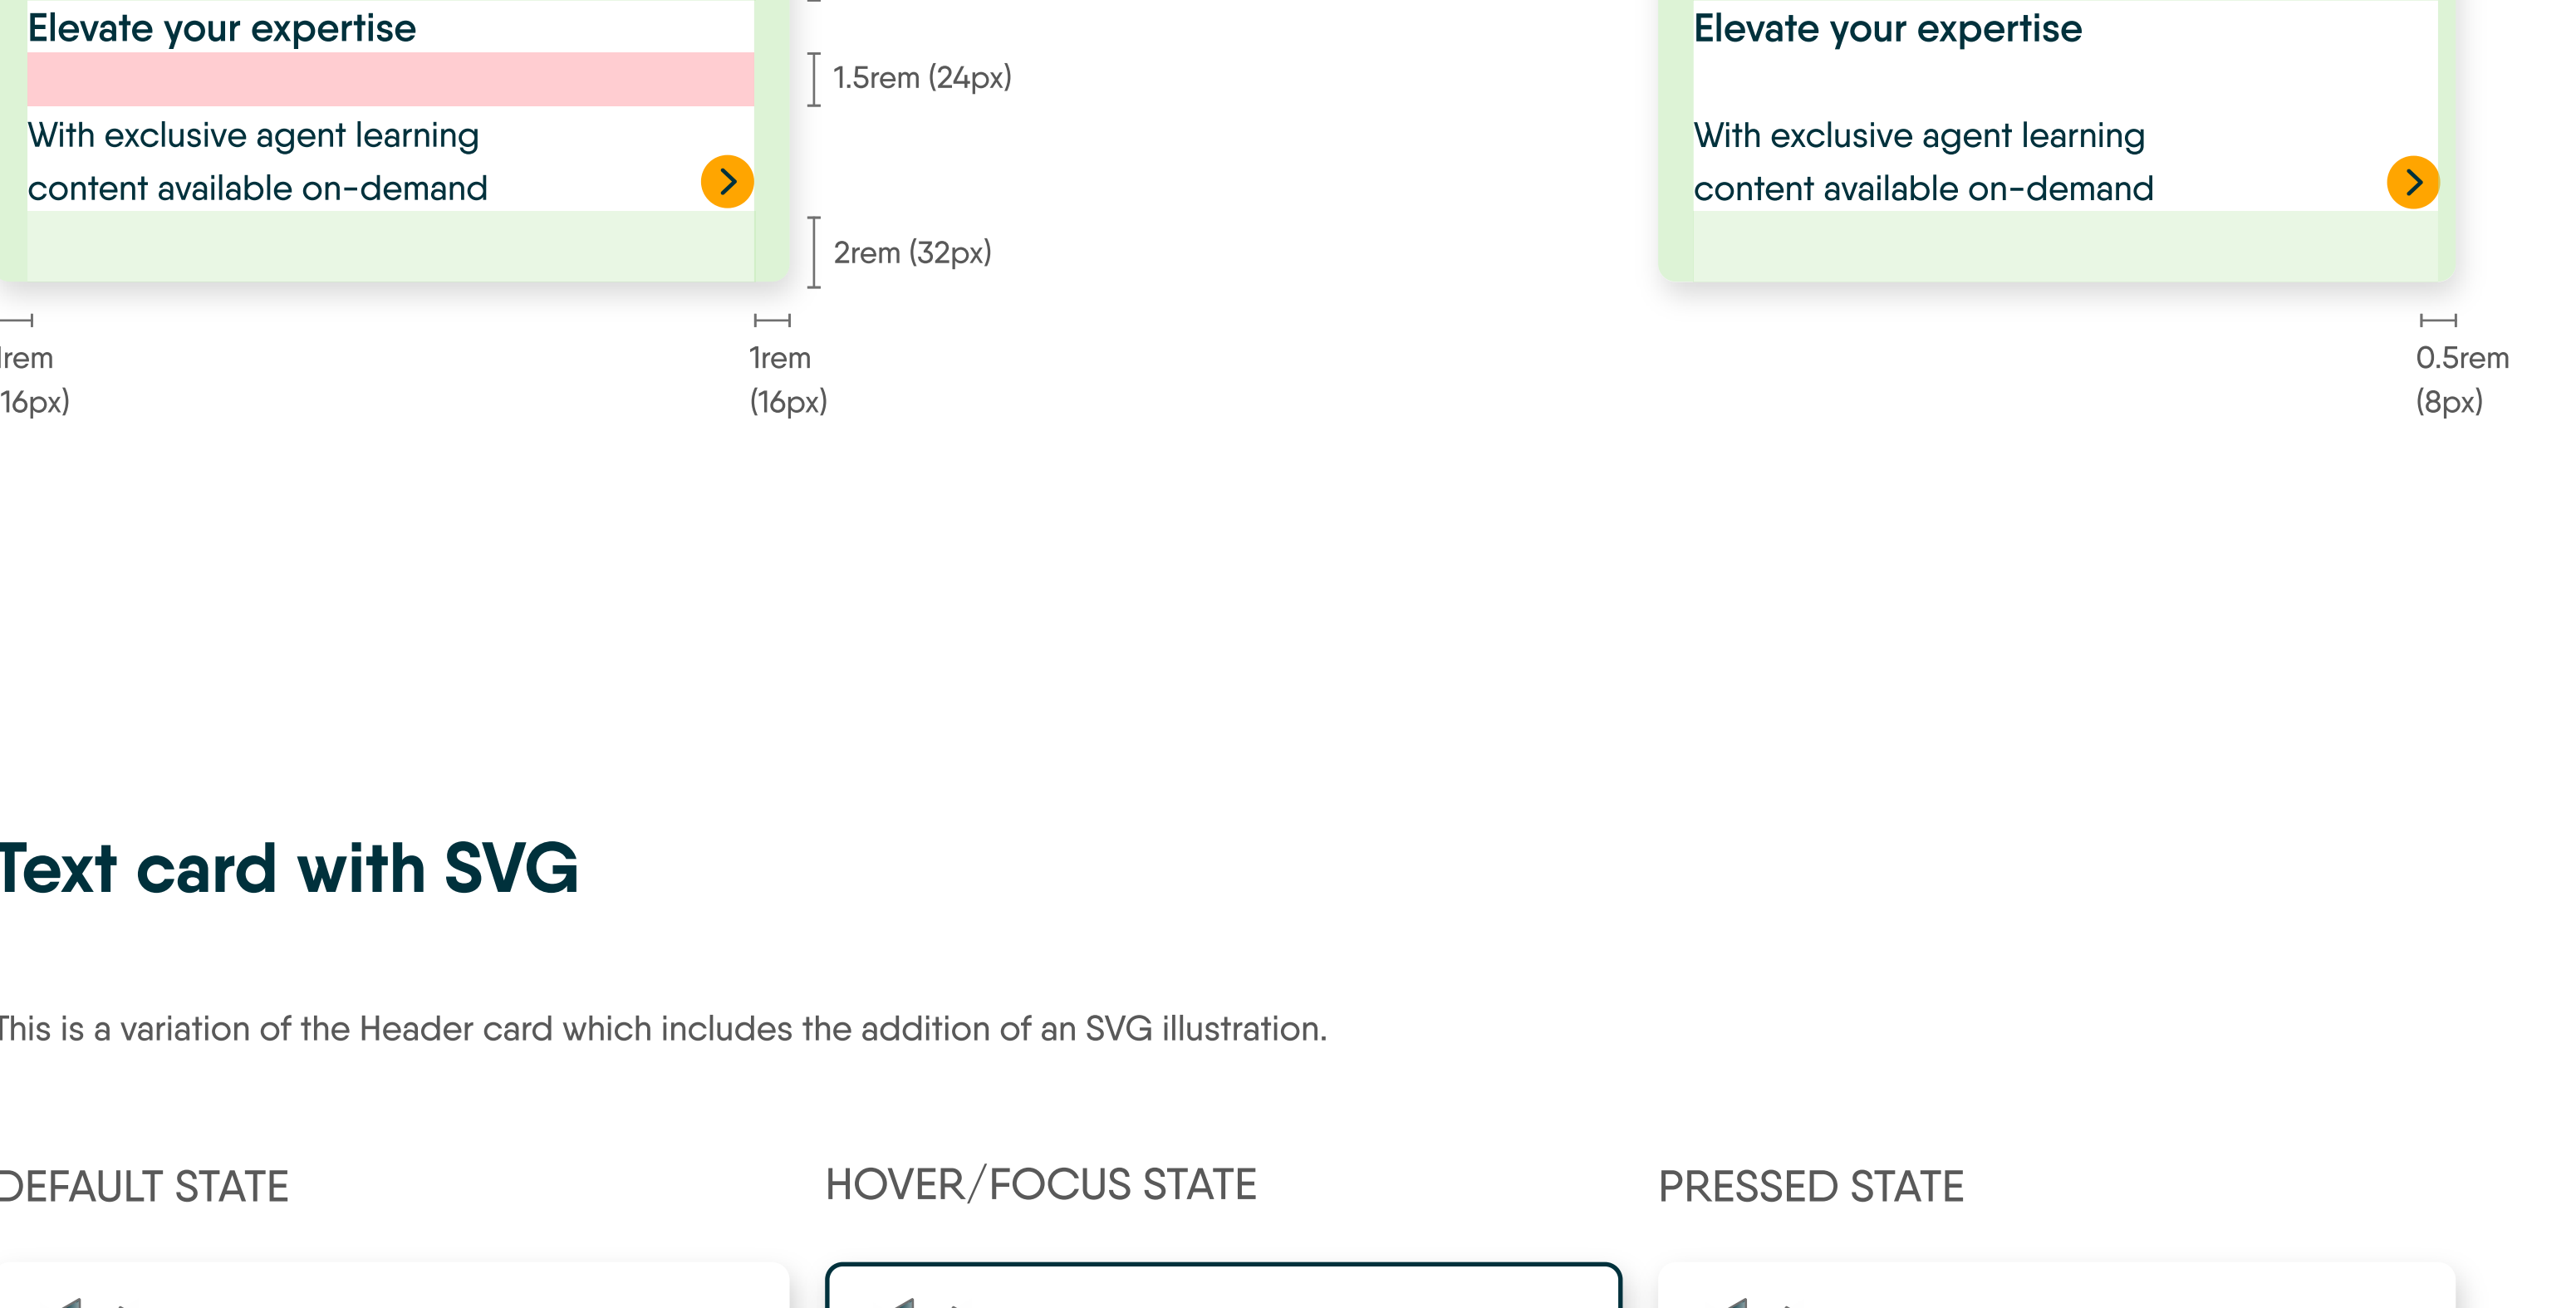 Elevate your expertise
1.5rem (24px)
With exclusive agent learning
content available on-demand
2rem (32px)
rem
16px)
1rem
(16px)
Elevate your expertise
With exclusive agent learning
content available on-demand
0.5rem
(8px)
Text card with SVG
This is a variation of the Header card which includes the addition of an SVG illustration.
DEFAULT STATE
HOVER/FOCUS STATE
PRESSED STATE